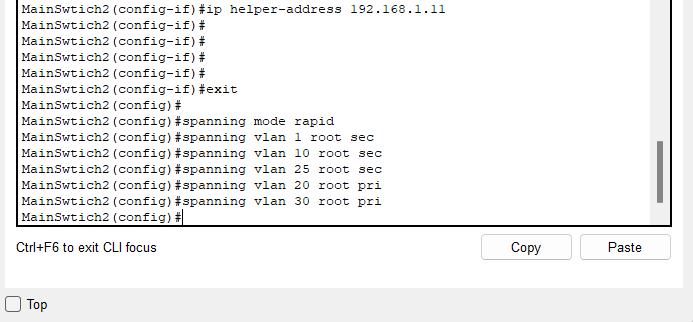 MainSwtich2(config-if)#ip helper-address 192.168.1.11
MainSwtich2(config-if)#
MainSwtich2(config-if)#
MainSwtich2(config-if)#
MainSwtich2(config-if)#
MainSwtich2(config-if)#exit
MainSwtich2(config)#
MainSwtich2(config)#spanning mode rapid
MainSwtich2(config)#spanning vlan 1 root sec
MainSwtich2(config)#spanning vlan 10 root sec
MainSwtich2(config)#spanning vlan 25 root sec
MainSwtich2(config)#spanning vlan 20 root pri
MainSwtich2(config)#spanning vlan 30 root pri
MainSwtich2(config)#
Ctrl+F6 to exit CLI focus
Copy
Paste
Top